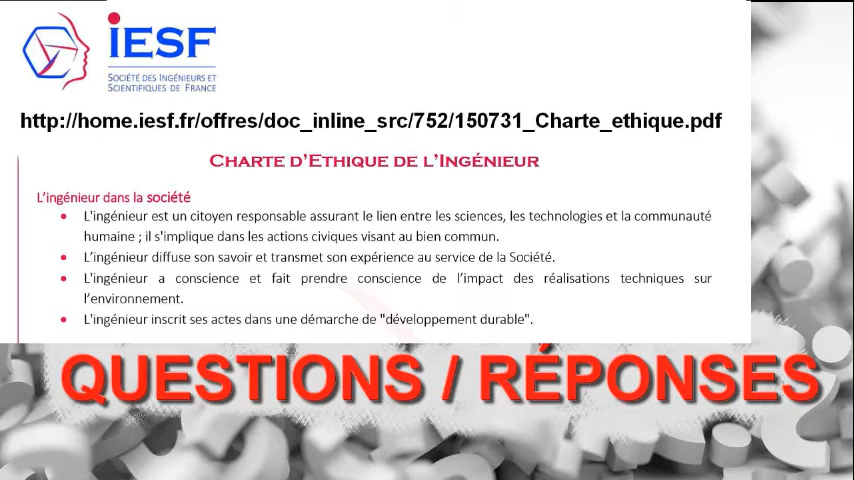 iESF
SOCIÉTÉ DES INGÉNIEURS ET
SCIENTIFIQUES DE FRANCE
http://home.iesf.fr/offres/doc_inline_src/752/150731_Charte_ethique.pdf
CHARTE D'ETHIQUE DE L'INGÉNIEUR
L'ingénieur dans la société
• L'ingénieur est un citoyen responsable assurant le lien entre les sciences, les technologies et la communauté
humaine ; il s'implique dans les actions civiques visant au bien commun.
• L'ingénieur diffuse son savoir et transmet son expérience au service de la Société.
• L'ingénieur a conscience et fait prendre conscience de l'impact des réalisations techniques sur
l'environnement.
• L'ingénieur inscrit ses actes dans une démarche de "développement durable".
QUESTIONS / RÉPONSES